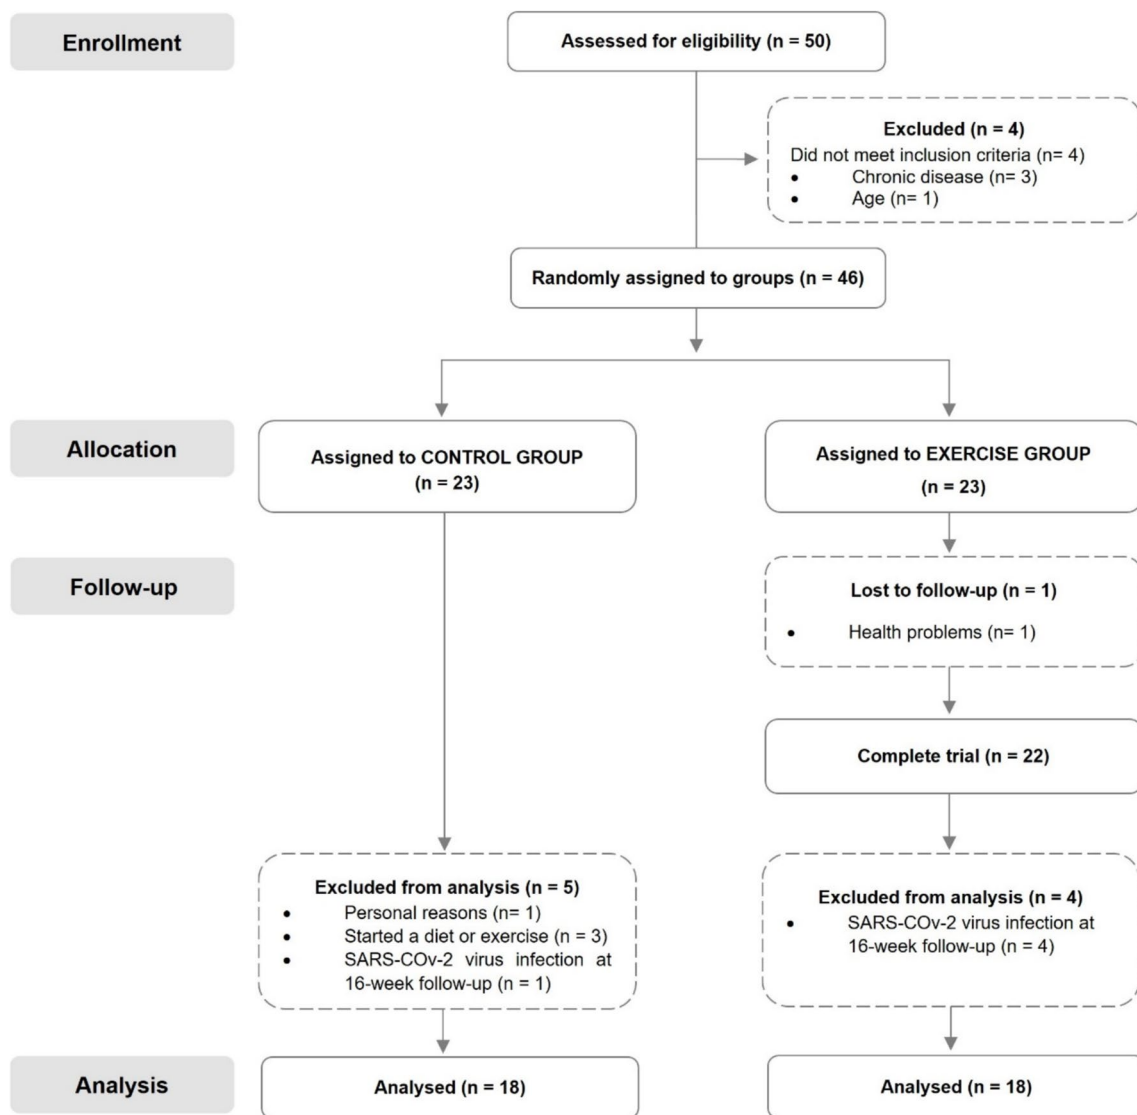 Enrollment
Assessed for eligibility (n = 50)
Excluded (n = 4)
Did not meet inclusion criteria (n= 4)
• Chronic disease (n= 3)
• Age (n= 1)
Randomly assigned to groups (n = 46)
Allocation
Assigned to CONTROL GROUP
(n = 23)
Assigned to EXERCISE GROUP
(n = 23)
Follow-up
Lost to follow-up (n = 1)
• Health problems (n= 1)
Complete trial (n = 22)
Excluded from analysis (n = 5)
• Personal reasons (n= 1)
• Started a diet or exercise (n = 3)
• SARS-COv-2 virus infection at
16-week follow-up (n = 1)
Excluded from analysis (n = 4)
• SARS-COv-2 virus infection at
16-week follow-up (n = 4)
Analysis
Analysed (n = 18)
Analysed (n = 18)